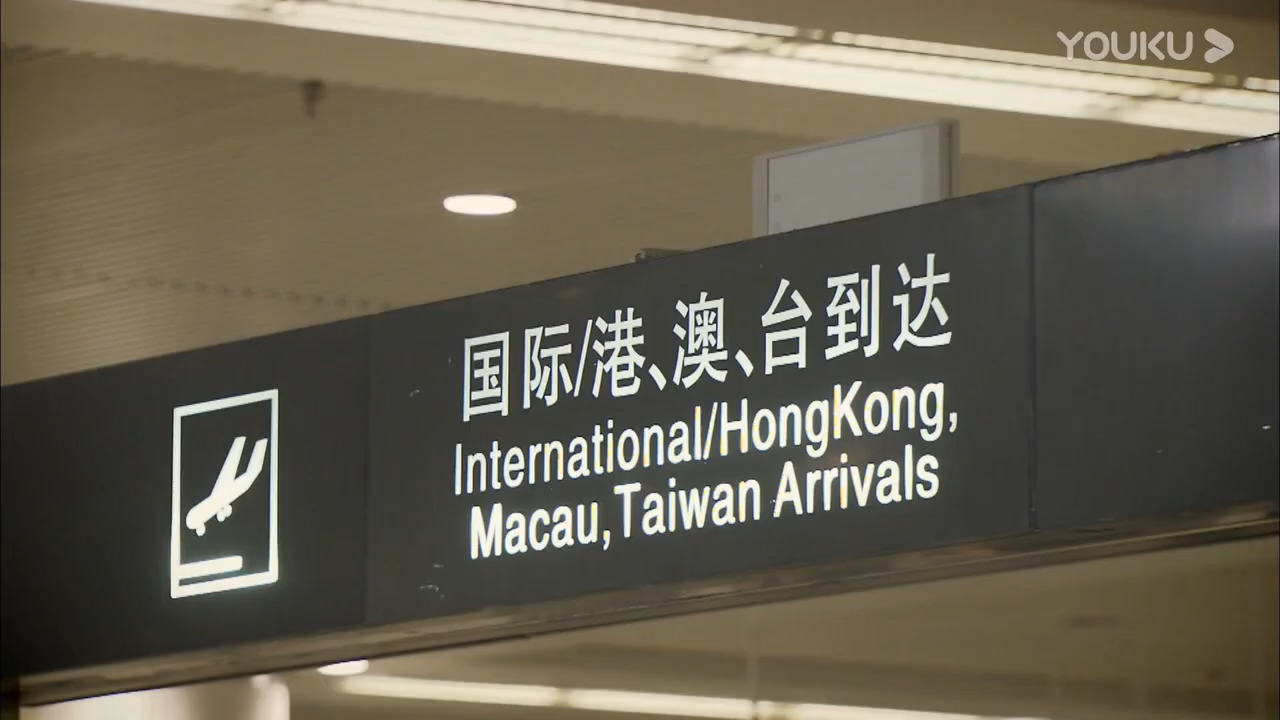 YOUKU
国际/港、澳、台到达
International/HongKong,
Macau,Taiwan Arrivals